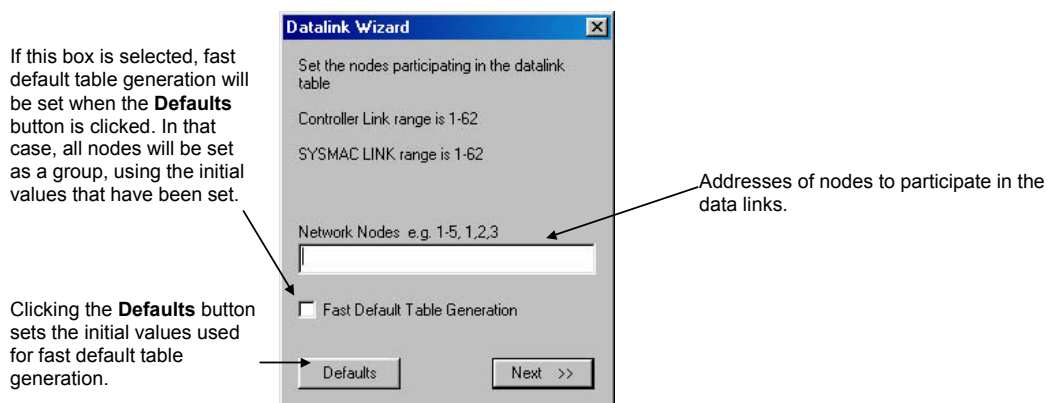 If this box is selected, fast
default table generation will
be set when the Defaults
button is clicked. In that
case, all nodes will be set
as a group, using the initial
values that have been set.
Clicking the Defaults button
sets the initial values used
for fast default table
generation.
Datalink Wizard
Set the nodes participating in the datalink
table
Controller Link range is 1-62
SYSMAC LINK range is 1-62
Network Nodes e.g. 1-5, 1,2,3
Fast Default Table Generation
Defaults
Next >>
Addresses of nodes to participate in the
data links.